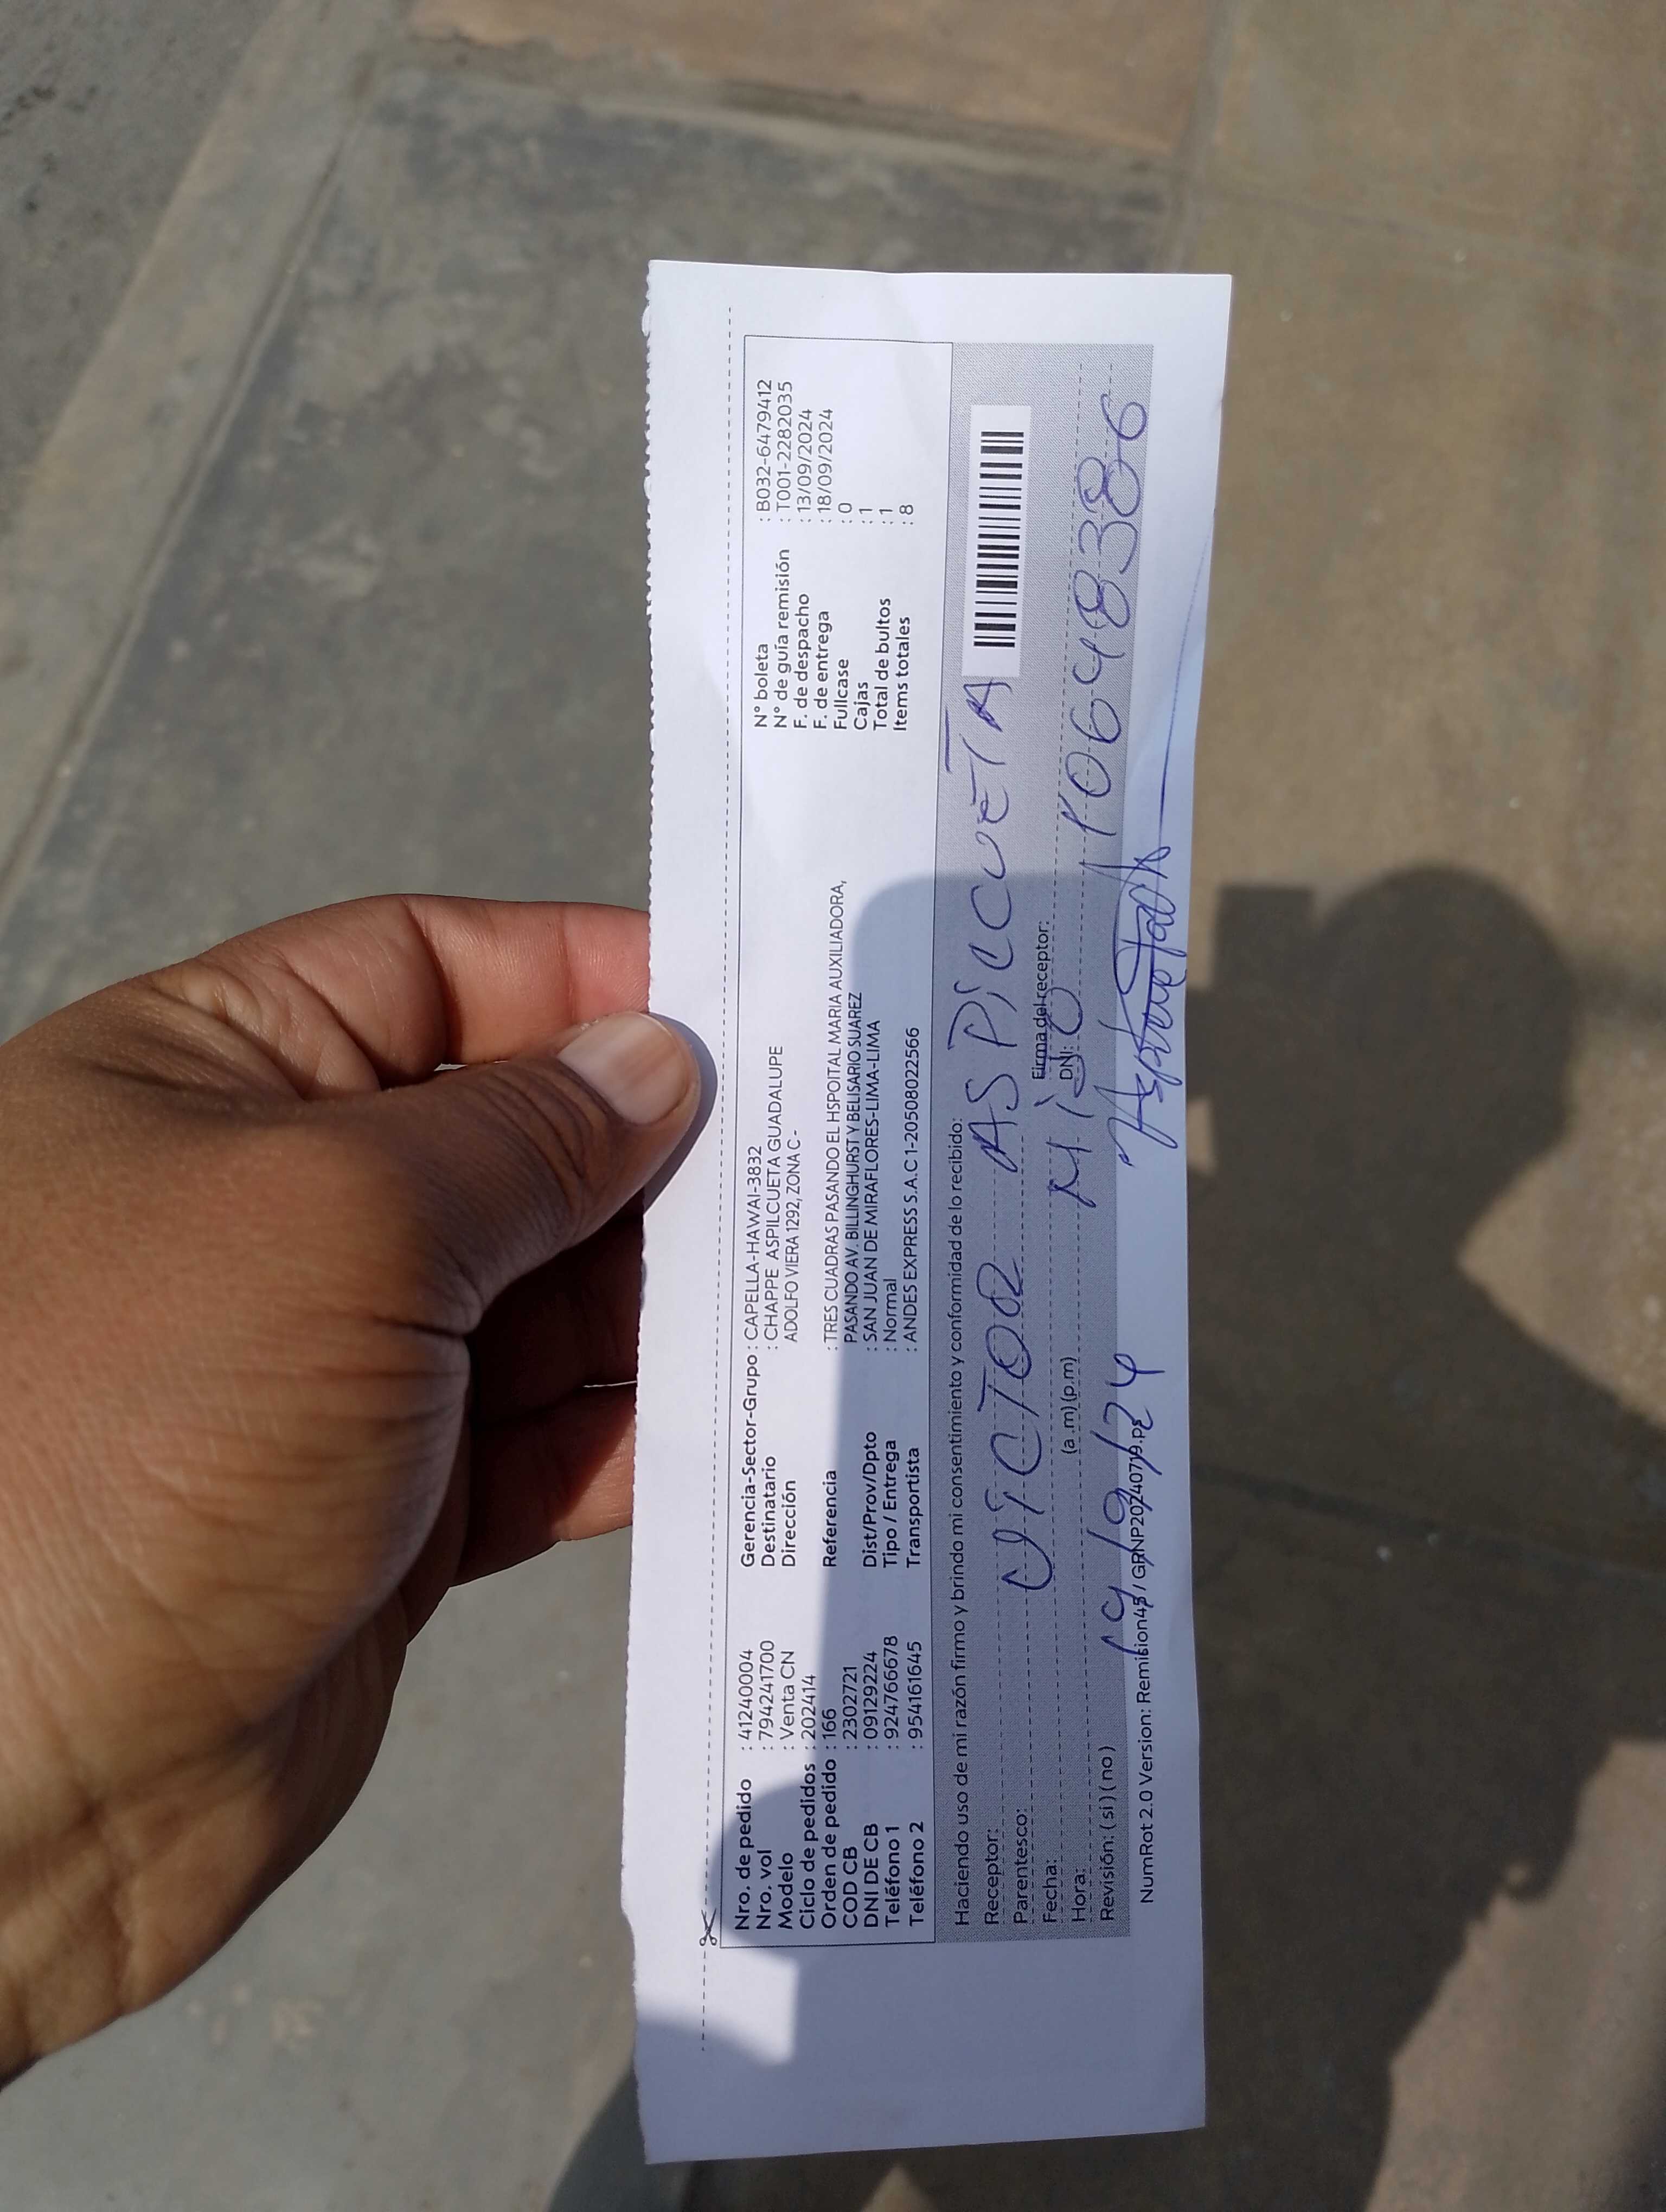 Nro. de pedido : 41240004 Gerencia-Sector-Grupo : CAPELLA-HAWAI-3832 N° boleta : B032-6479412
Nro. vol : 794241700 Destinatario : CHAPPE ASPILCUETA GUADALUPE N° de guía remisión : T001-2282035
Modelo : Venta CN Dirección ADOLFO VIERA 1292, ZONA C - F. de despacho : 13/09/2024
Ciclo de pedidos : 202414 F. de entrega : 18/09/2024
Orden de pedido : 166 Referencia : TRES CUADRAS PASANDO EL HSPOITAL MARIA AUXILIADORA, Fullcase : 0
COD CB : 2302721 PASANDO AV. BILLINGHURST Y BELISARIO SUAREZ Cajas : 1
DNI DE CB : 09129224 Dist/Prov/Dpto : SAN JUAN DE MIRAFLORES-LIMA-LIMA Total de bultos : 1
Teléfono 1 : 924766678 Tipo / Entrega : Normal Items totales : 8
Teléfono 2 : 954161645 Transportista : ANDES EXPRESS S.A.C 1-20508022566
Haciendo uso de mi razón firmo y brindo mi consentimiento y conformidad de lo recibido:
Receptor: VICTOR ASPILCUETA
Parentesco:
Fecha: Firma del receptor:
Hora: (a .m) (p.m) DNI: 10648386
Revisión: ( si ) ( no )
NumRot 2.0 Version: Remision45 / GRNP20240719.ps